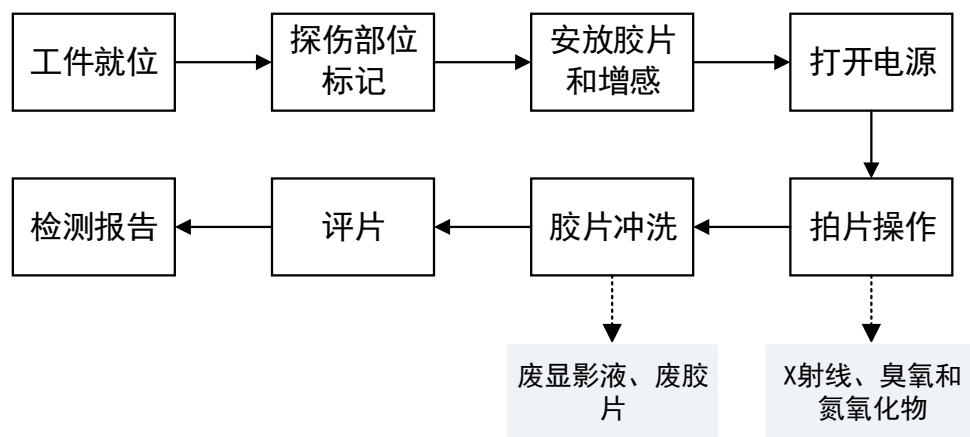 工件就位
探伤部位
标记
安放胶片
和增感
打开电源
检测报告
评片
胶片冲洗
拍片操作
废显影液、废胶
片
X射线、臭氧和
氮氧化物